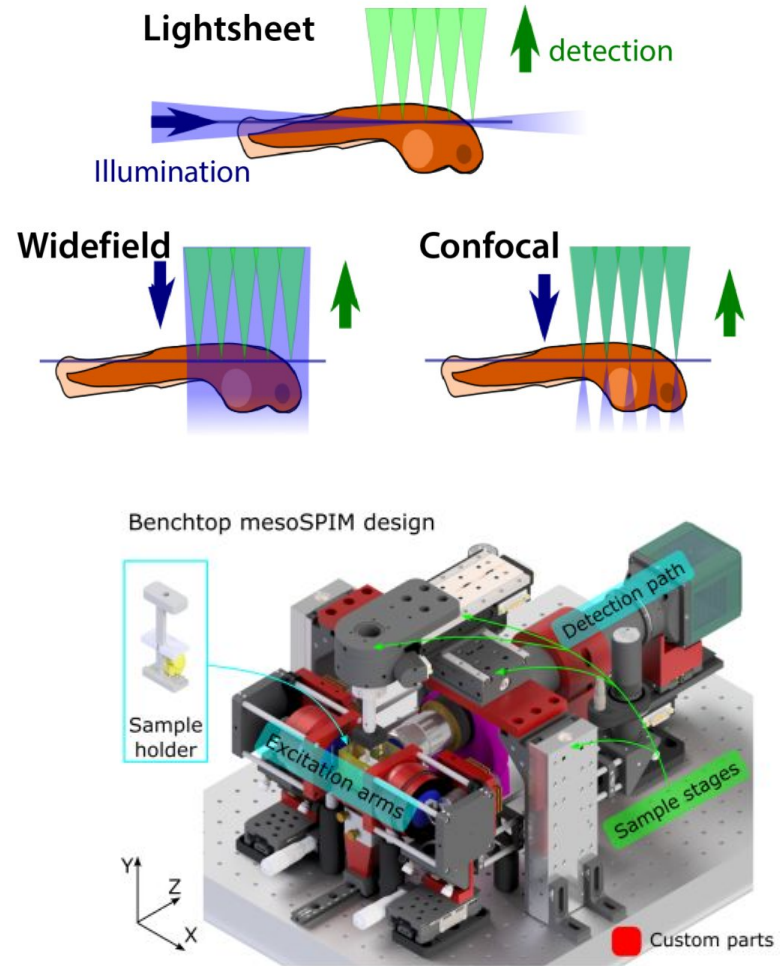 Lightsheet
detection
Illumination
Widefield
Confocal
Benchtop mesoSPIM design
Detection path
Sample
holder
Excitation arms
Sample stages
Y
Z
X
Custom parts